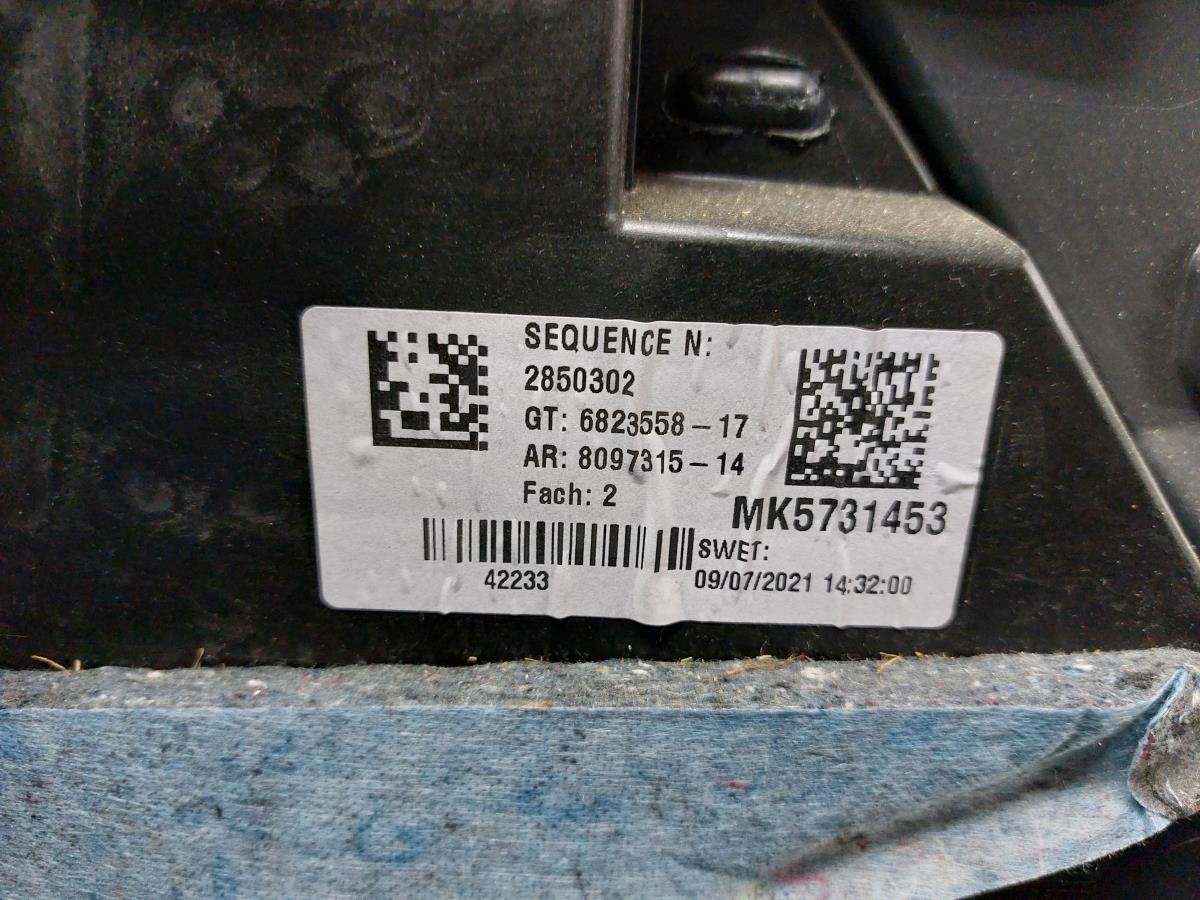 SEQUENCE N:
2850302
GT: 6823558-17
AR: 8097315-14
Fach: 2
MK5731453
SWET:
42233
09/07/2021 14:32:00